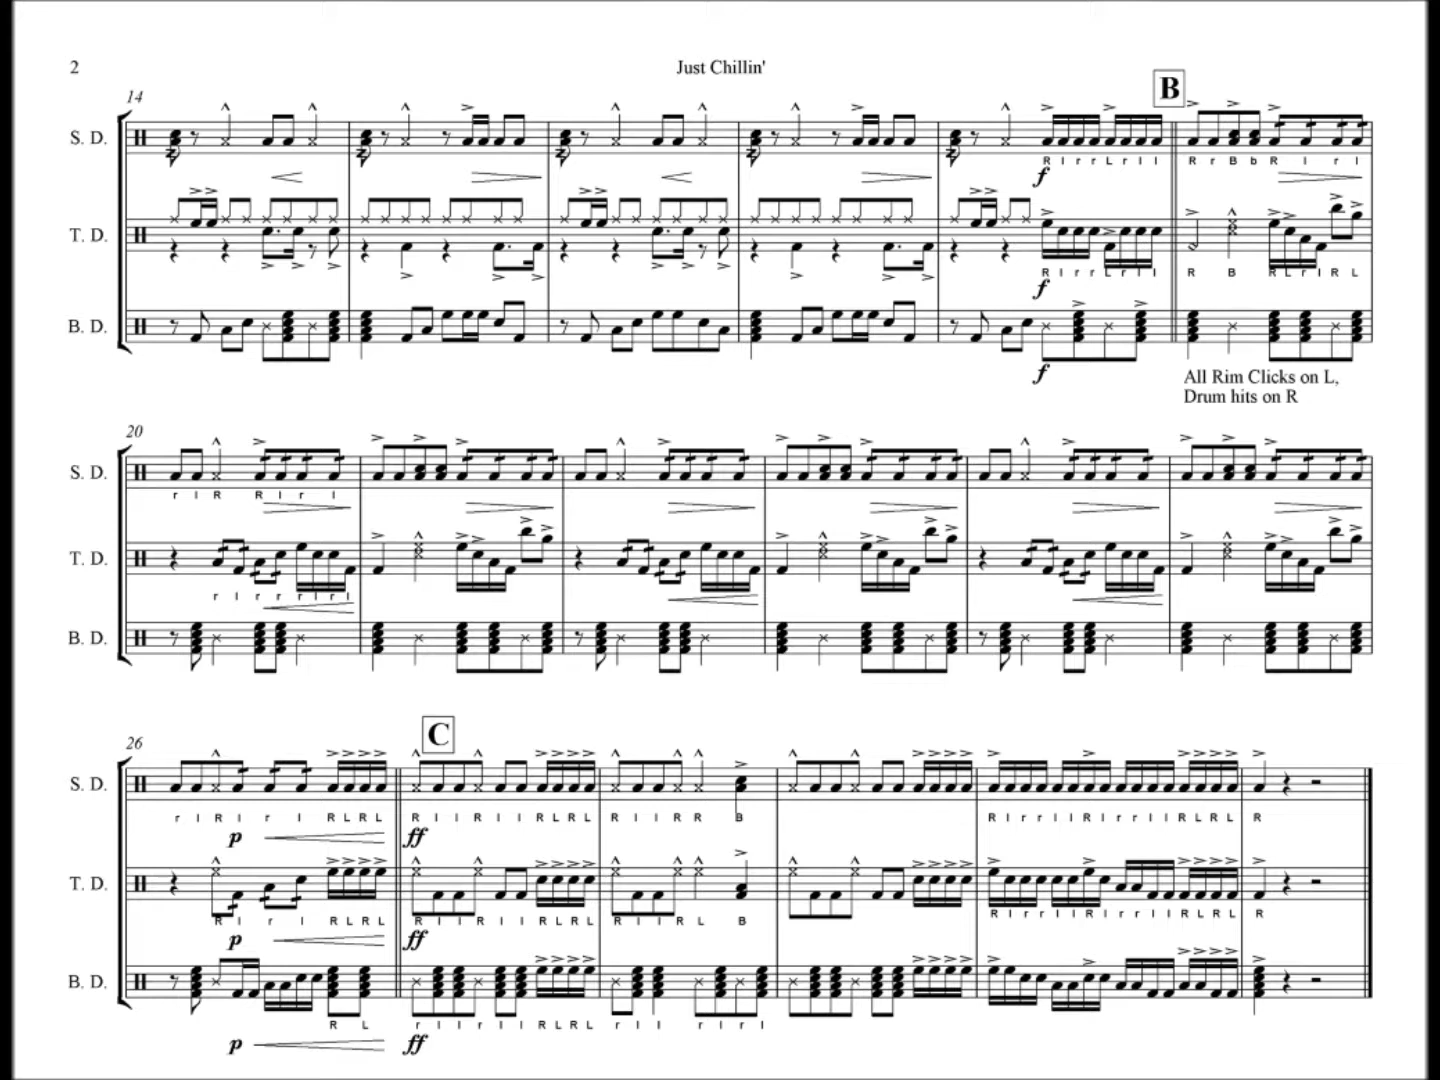 2
Just Chillin'
14
B
S. D.
R l r r L r l l
R r B b R l r l
f
T. D.
R l r r L r l l
R B R L r l R L
f
B. D.
f
All Rim Clicks on L,
Drum hits on R
20
S. D.
r l R R l r l
T. D.
r l r r r l r l
B. D.
26
C
S. D.
r l R l r l R L R L
R l l R l l R L R L
R l l R R B
R l r r l l R l r r l l R L R L
R
p
ff
T. D.
R l r l R L R L
R l l R l l R L R L
R l l R L B
R l r r l l R l r r l l R L R L
R
p
ff
B. D.
R L
r l l r l l R L R L
r l l r l r l
p
ff